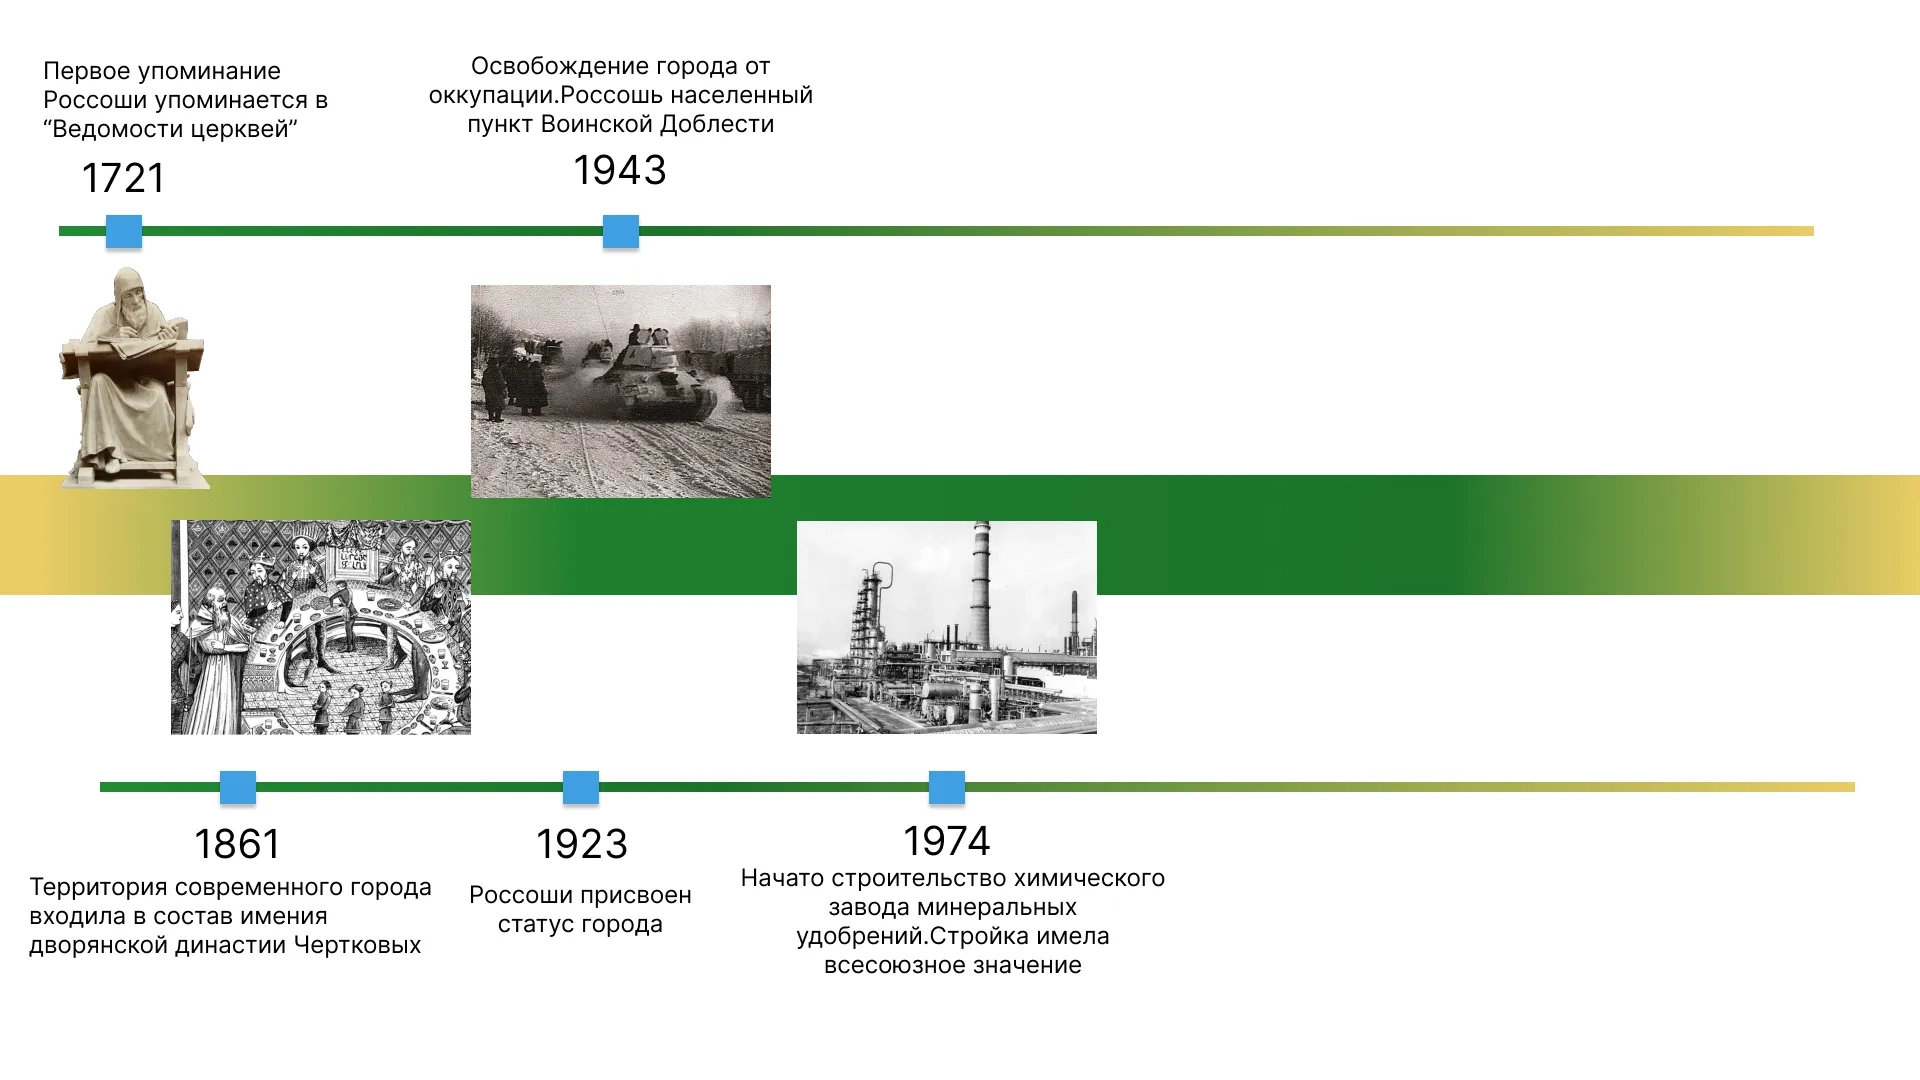 Первое упоминание
Россоши упоминается в
“Ведомости церквей”
1721
Освобождение города от
оккупации.Россошь населенный
пункт Воинской Доблести
1943
1861
Территория современного города
входила в состав имения
дворянской династии Чертковых
1923
Россоши присвоен
статус города
1974
Начато строительство химического
завода минеральных
удобрений.Стройка имела
всесоюзное значение